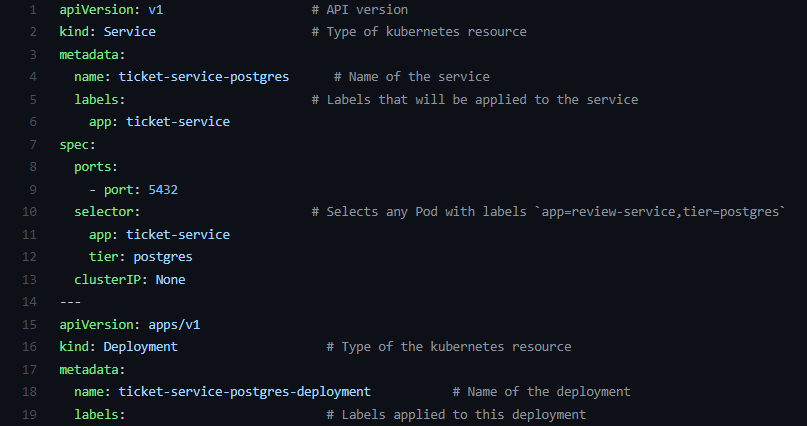 1 apiVersion: v1 # API version
2 kind: Service # Type of kubernetes resource
3 metadata:
4 name: ticket-service-postgres # Name of the service
5 labels: # Labels that will be applied to the service
6 app: ticket-service
7 spec:
8 ports:
9 - port: 5432
10 selector: # Selects any Pod with labels `app=review-service,tier=postgres`
11 app: ticket-service
12 tier: postgres
13 clusterIP: None
14 ---
15 apiVersion: apps/v1
16 kind: Deployment # Type of the kubernetes resource
17 metadata:
18 name: ticket-service-postgres-deployment # Name of the deployment
19 labels: # Labels applied to this deployment